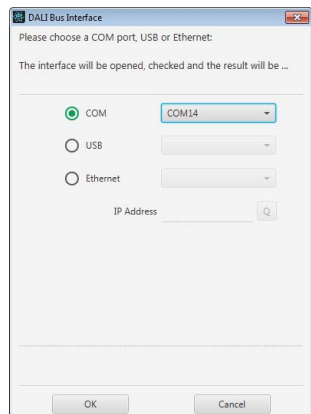 DALI Bus Interface
Please choose a COM port, USB or Ethernet:
The interface will be opened, checked and the result will be ...
COM COM14
USB
Ethernet
IP Address Q
OK Cancel